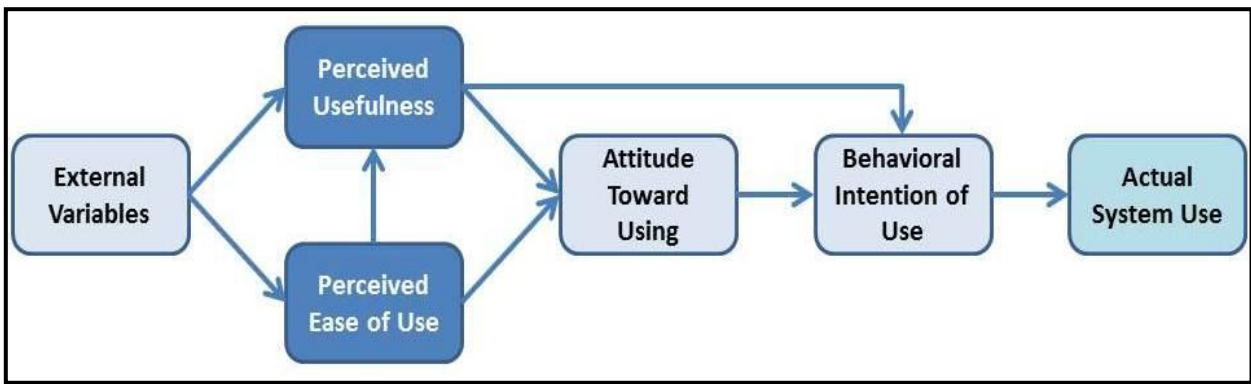 External
Variables
Perceived
Usefulness
Perceived
Ease of Use
Attitude
Toward
Using
Behavioral
Intention of
Use
Actual
System Use